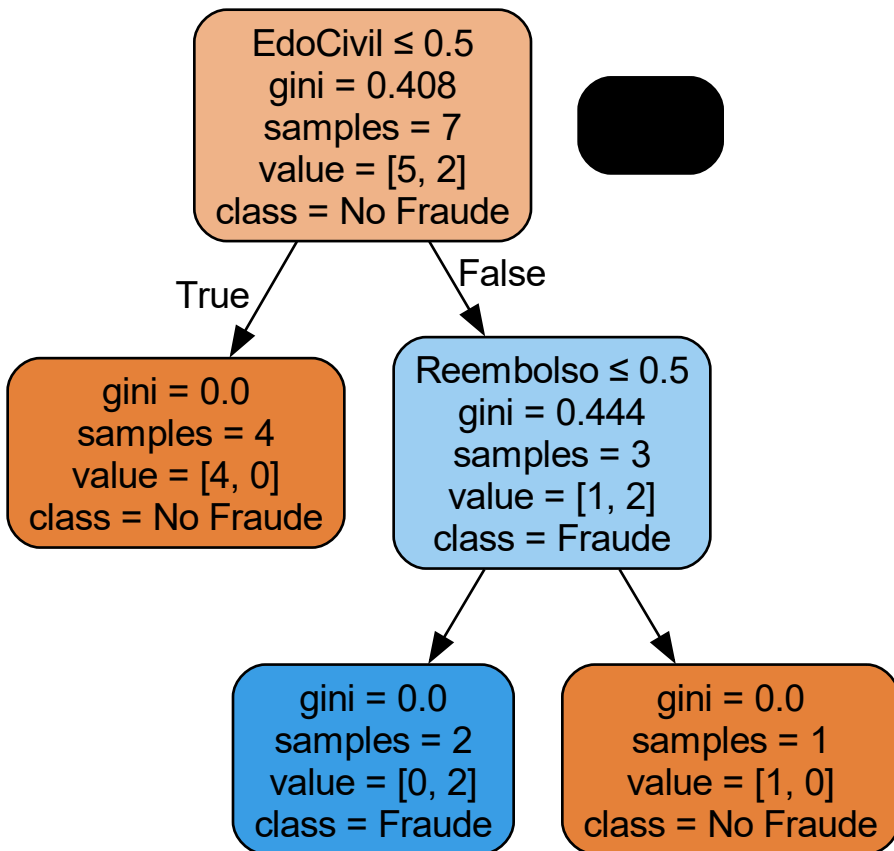 EdoCivil ≤ 0.5
gini = 0.408
samples = 7
value = [5, 2]
class = No Fraude
True
False
gini = 0.0
samples = 4
value = [4, 0]
class = No Fraude
Reembolso ≤ 0.5
gini = 0.444
samples = 3
value = [1, 2]
class = Fraude
gini = 0.0
samples = 2
value = [0, 2]
class = Fraude
gini = 0.0
samples = 1
value = [1, 0]
class = No Fraude